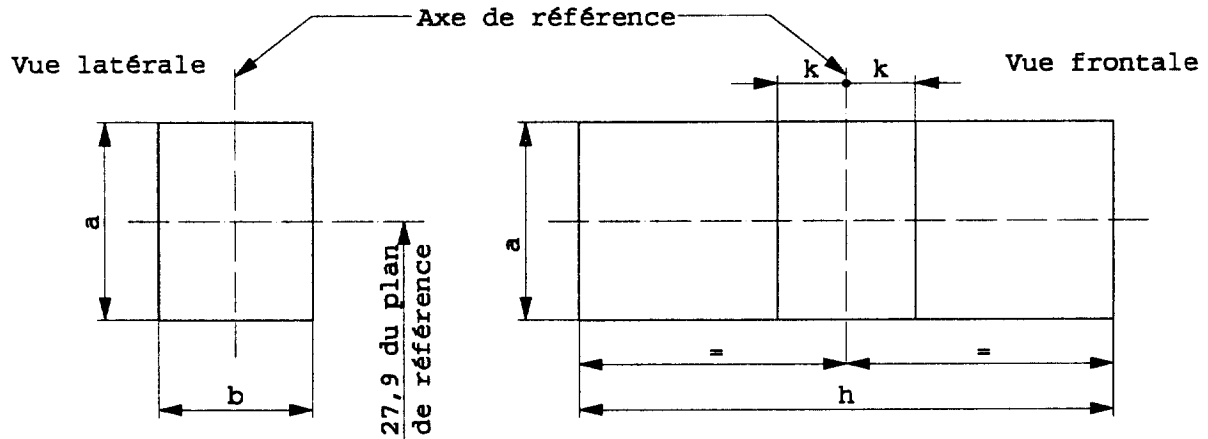 Axe de référence
Vue latérale
Vue frontale
k k
a
a
27,9 du plan
de référence
= =
b
h